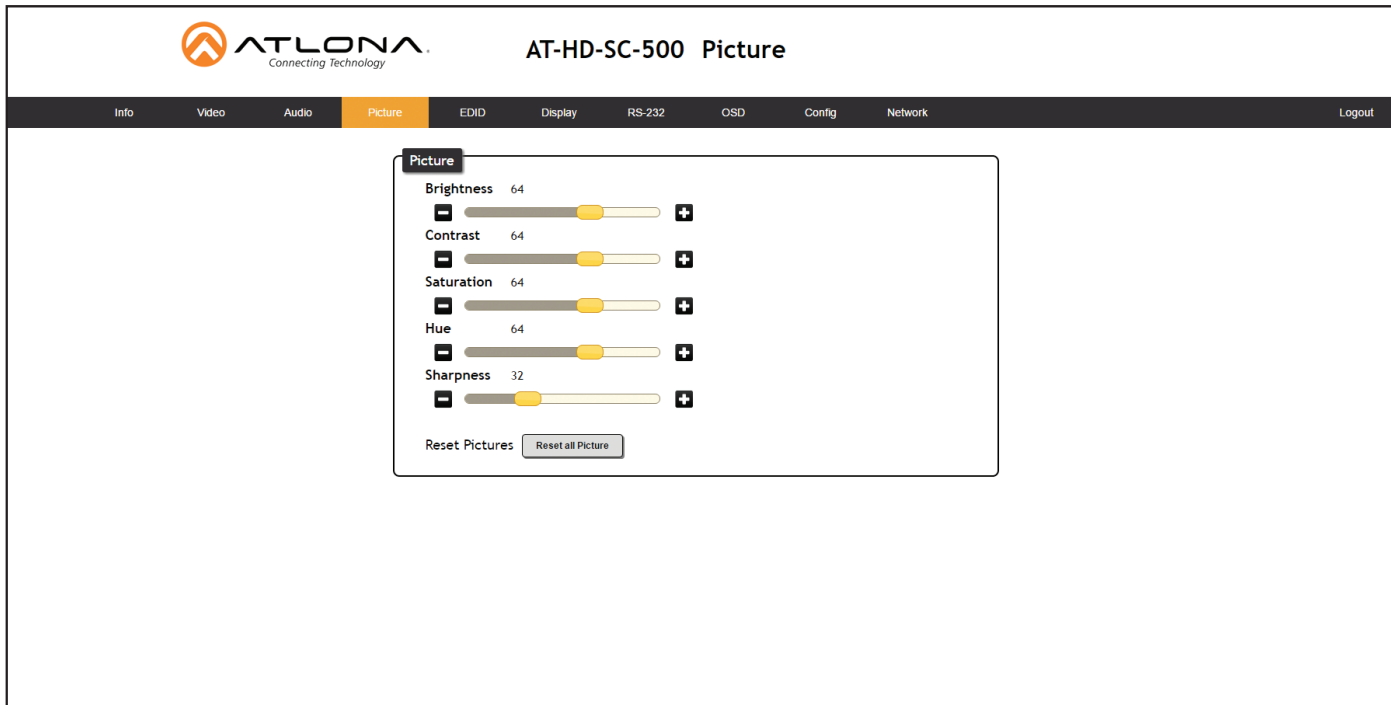 ATLONA.
Connecting Technology
AT-HD-SC-500 Picture
Info Video Audio Picture EDID Display RS-232 OSD Config Network Logout
Picture
Brightness 64
Contrast 64
Saturation 64
Hue 64
Sharpness 32
Reset Pictures Reset all Picture